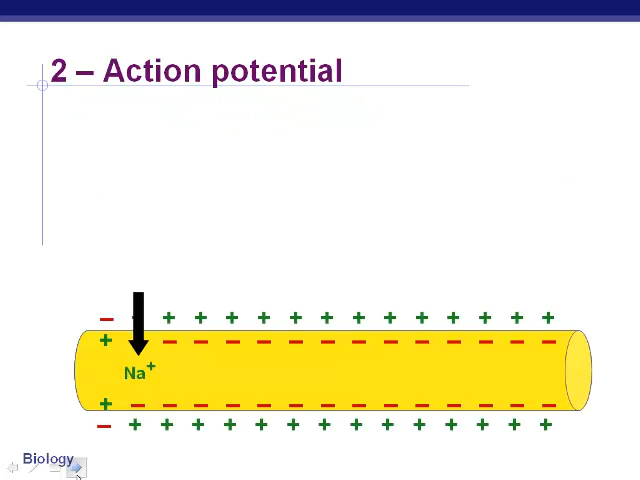 2 – Action potential
– + + + + + + + + + + + + + +
+ – – – – – – – – – – – – –
Na+
+ – – – – – – – – – – – – – –
– + + + + + + + + + + + + + +
Biology